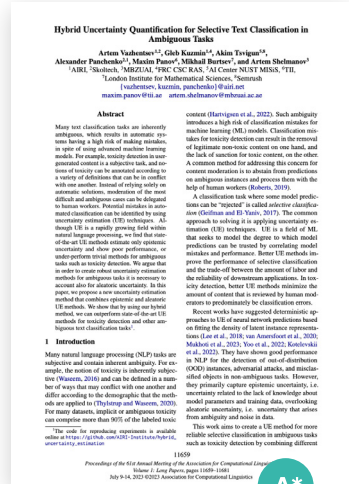 Hybrid Uncertainty Quantification for Selective Text Classification in
Ambiguous Tasks
Artem Vazhentsev1,2, Gleb Kuzmin1,4, Akim Tsvigun5,8,
Alexander Panchenko2,1, Maxim Panov6, Mikhail Burtsev7, and Artem Shelmanov3
1AIRI, 2Skoltech, 3MBZUAI, 4FRC CSC RAS, 5AI Center NUST MISiS, 6TII,
7London Institute for Mathematical Sciences, 8Semrush
{vazhentsev, kuzmin, panchenko}@airi.net
maxim.panov@tii.ae artem.shelmanov@mbzuai.ac.ae
Abstract
Many text classification tasks are inherently
ambiguous, which results in automatic sys-
tems having a high risk of making mistakes,
in spite of using advanced machine learning
models. For example, toxicity detection in user-
generated content is a subjective task, and no-
tions of toxicity can be annotated according to
a variety of definitions that can be in conflict
with one another. Instead of relying solely on
automatic solutions, moderation of the most
difficult and ambiguous cases can be delegated
to human workers. Potential mistakes in auto-
mated classification can be identified by using
uncertainty estimation (UE) techniques. Al-
though UE is a rapidly growing field within
natural language processing, we find that state-
of-the-art UE methods estimate only epistemic
uncertainty and show poor performance, or
under-perform trivial methods for ambiguous
tasks such as toxicity detection. We argue that
in order to create robust uncertainty estimation
methods for ambiguous tasks it is necessary to
account also for aleatoric uncertainty. In this
paper, we propose a new uncertainty estimation
method that combines epistemic and aleatoric
UE methods. We show that by using our hybrid
method, we can outperform state-of-the-art UE
methods for toxicity detection and other am-
biguous text classification tasks1.
1 Introduction
Many natural language processing (NLP) tasks are
subjective and contain inherent ambiguity. For ex-
ample, the notion of toxicity is inherently subjec-
tive (Waseem, 2016) and can be defined in a num-
ber of ways that may conflict with one another and
differ according to the demographic that the meth-
ods are applied to (Thylstrup and Waseem, 2020).
For many datasets, implicit or ambiguous toxicity
can comprise more than 90% of the labeled toxic
1The code for reproducing experiments is available
online at https://github.com/AIRI-Institute/hybrid_
uncertainty_estimation
content (Hartvigsen et al., 2022). Such ambiguity
introduces a high risk of classification mistakes for
machine learning (ML) models. Classification mis-
takes for toxicity detection can result in the removal
of legitimate non-toxic content on one hand, and
the lack of sanction for toxic content, on the other.
A common method for addressing this concern for
content moderation is to abstain from predictions
on ambiguous instances and process them with the
help of human workers (Roberts, 2019).
A classification task where some model predic-
tions can be "rejected" is called selective classifica-
tion (Geifman and El-Yaniv, 2017). The common
approach to solving it is applying uncertainty es-
timation (UE) techniques. UE is a field of ML
that seeks to model the degree to which model
predictions can be trusted by correlating model
mistakes and performance. Better UE methods im-
prove the performance of selective classification
and the trade-off between the amount of labor and
the reliability of downstream applications. In tox-
icity detection, better UE methods minimize the
amount of content that is reviewed by human mod-
erators to predominately be classification errors.
Recent works have suggested deterministic ap-
proaches to UE of neural network predictions based
on fitting the density of latent instance representa-
tions (Lee et al., 2018; van Amersfoort et al., 2020;
Mukhoti et al., 2023; Yoo et al., 2022; Kotelevskii
et al., 2022). They have shown good performance
in NLP for the detection of out-of-distribution
(OOD) instances, adversarial attacks, and misclas-
sified objects in non-ambiguous tasks. However,
they primarily capture epistemic uncertainty, i.e.
uncertainty related to the lack of knowledge about
model parameters and training data, overlooking
aleatoric uncertainty, i.e. uncertainty that arises
from ambiguity and noise in data.
This work aims to create a UE method for more
reliable selective classification in ambiguous tasks
such as toxicity detection by combining different
11659
Proceedings of the 61st Annual Meeting of the Association for Computational
Volume 1: Long Papers, pages 11659–11681
July 9-14, 2023 ©2023 Association for Computational Linguistics
A*